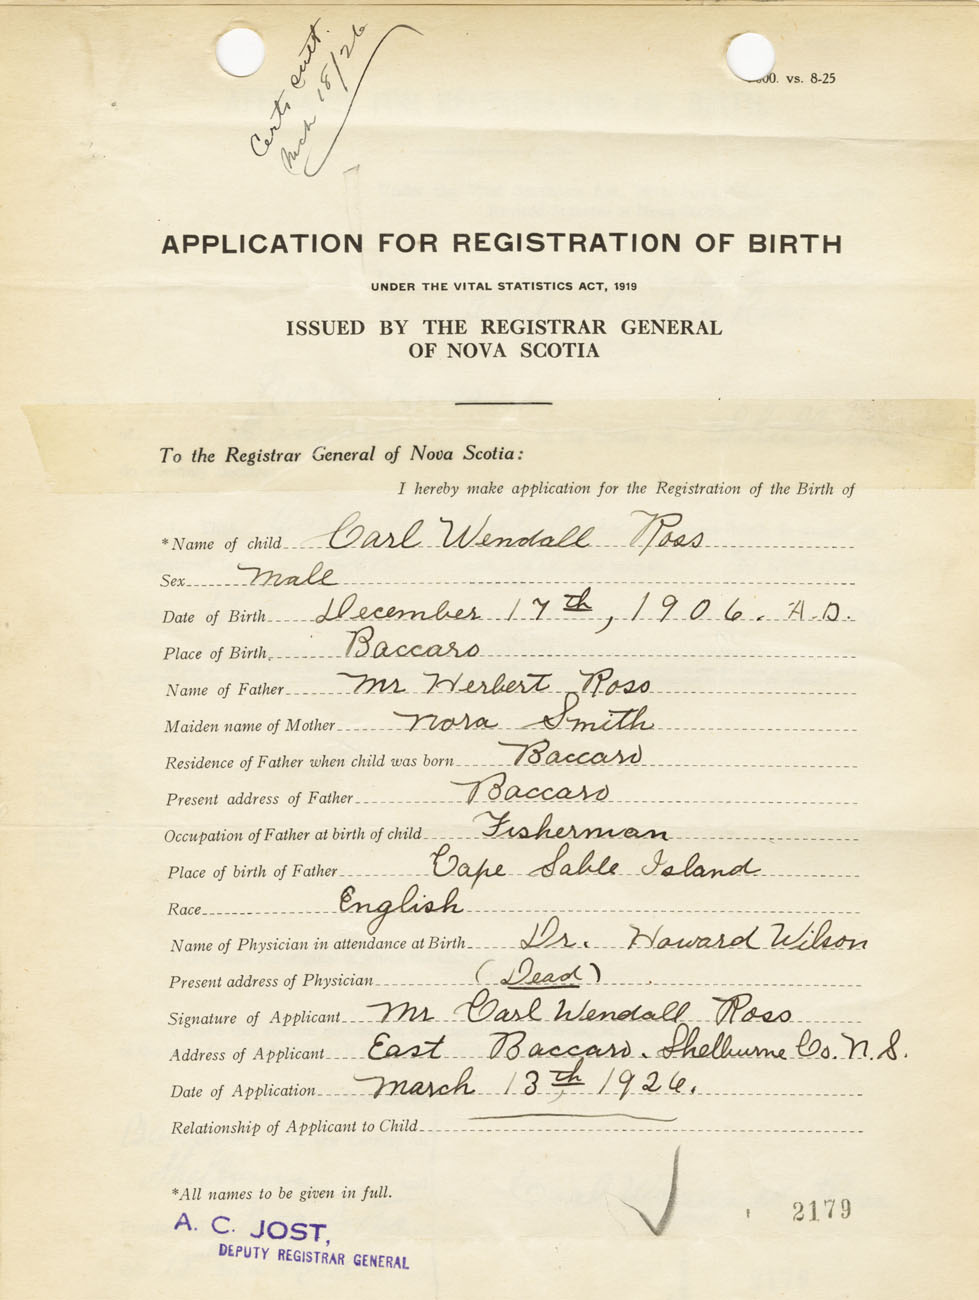 Certs cutt.
Mch 18/26
00. vs. 8-25
APPLICATION FOR REGISTRATION OF BIRTH
UNDER THE VITAL STATISTICS ACT, 1919
ISSUED BY THE REGISTRAR GENERAL
OF NOVA SCOTIA
To the Registrar General of Nova Scotia:
I hereby make application for the Registration of the Birth of
*Name of child Carl Wendall Ross
Sex Male
Date of Birth December 17th, 1906. A.D.
Place of Birth Baccaro
Name of Father Mr Herbert Ross
Maiden name of Mother Nora Smith
Residence of Father when child was born Baccaro
Present address of Father Baccaro
Occupation of Father at birth of child Fisherman
Place of birth of Father Cape Sable Island
Race English
Name of Physician in attendance at Birth Dr. Howard Wilson
Present address of Physician (Dead)
Signature of Applicant Mr Carl Wendall Ross
Address of Applicant East Baccaro. Shelburne Co. N.S.
Date of Application March 13th 1926.
Relationship of Applicant to Child
*All names to be given in full.
2179
A. C. JOST,
DEPUTY REGISTRAR GENERAL